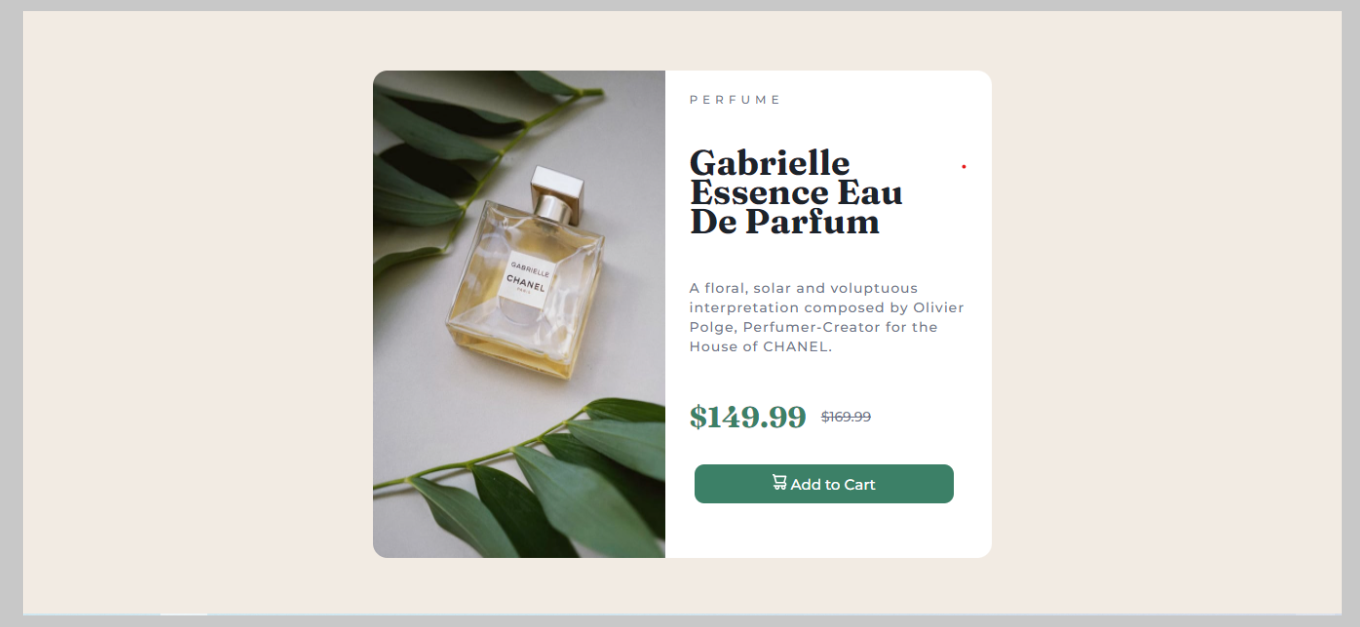 PERFUME
Gabrielle
Essence Eau
De Parfum
A floral, solar and voluptuous
interpretation composed by Olivier
Polge, Perfumer-Creator for the
House of CHANEL.
$149.99 $169.99
Add to Cart
GABRIELLE
CHANEL
PARIS